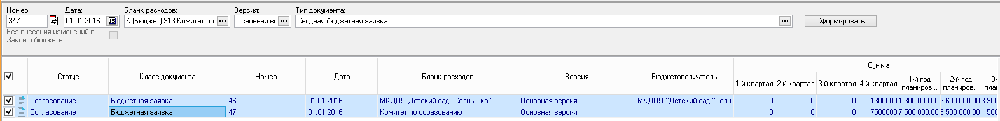 Номер: Дата: Бланк расходов: Версия: Тип документа:
347 01.01.2016 К (Бюджет) 913 Комитет по ... Основная ве ... Сводная бюджетная заявка ... Сформировать
Без внесения изменений в
Закон о бюджете
Статус Класс документа Номер Дата Бланк расходов Версия Бюджетополучатель Сумма
1-й квартал 2-й квартал 3-й квартал 4-й квартал 1-й год планиро... 2-й год планиров... 3- план
Согласование Бюджетная заявка 46 01.01.2016 МКДОУ Детский сад "Солнышко" Основная версия МКДОУ "Детский сад "Солн 0 0 0 1300000 1 300 000.00 2 600 000.00 3 900
Согласование Бюджетная заявка 47 01.01.2016 Комитет по образованию Основная версия 0 0 0 7500000 7 500 000.00 500 000.00 500